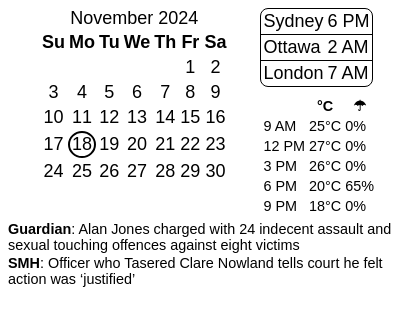 November 2024
Su Mo Tu We Th Fr Sa
1 2
3 4 5 6 7 8 9
10 11 12 13 14 15 16
17 18 19 20 21 22 23
24 25 26 27 28 29 30
Sydney 6 PM
Ottawa 2 AM
London 7 AM
°C ☂
9 AM 25°C 0%
12 PM 27°C 0%
3 PM 26°C 0%
6 PM 20°C 65%
9 PM 18°C 0%
Guardian: Alan Jones charged with 24 indecent assault and
sexual touching offences against eight victims
SMH: Officer who Tasered Clare Nowland tells court he felt
action was ‘justified’